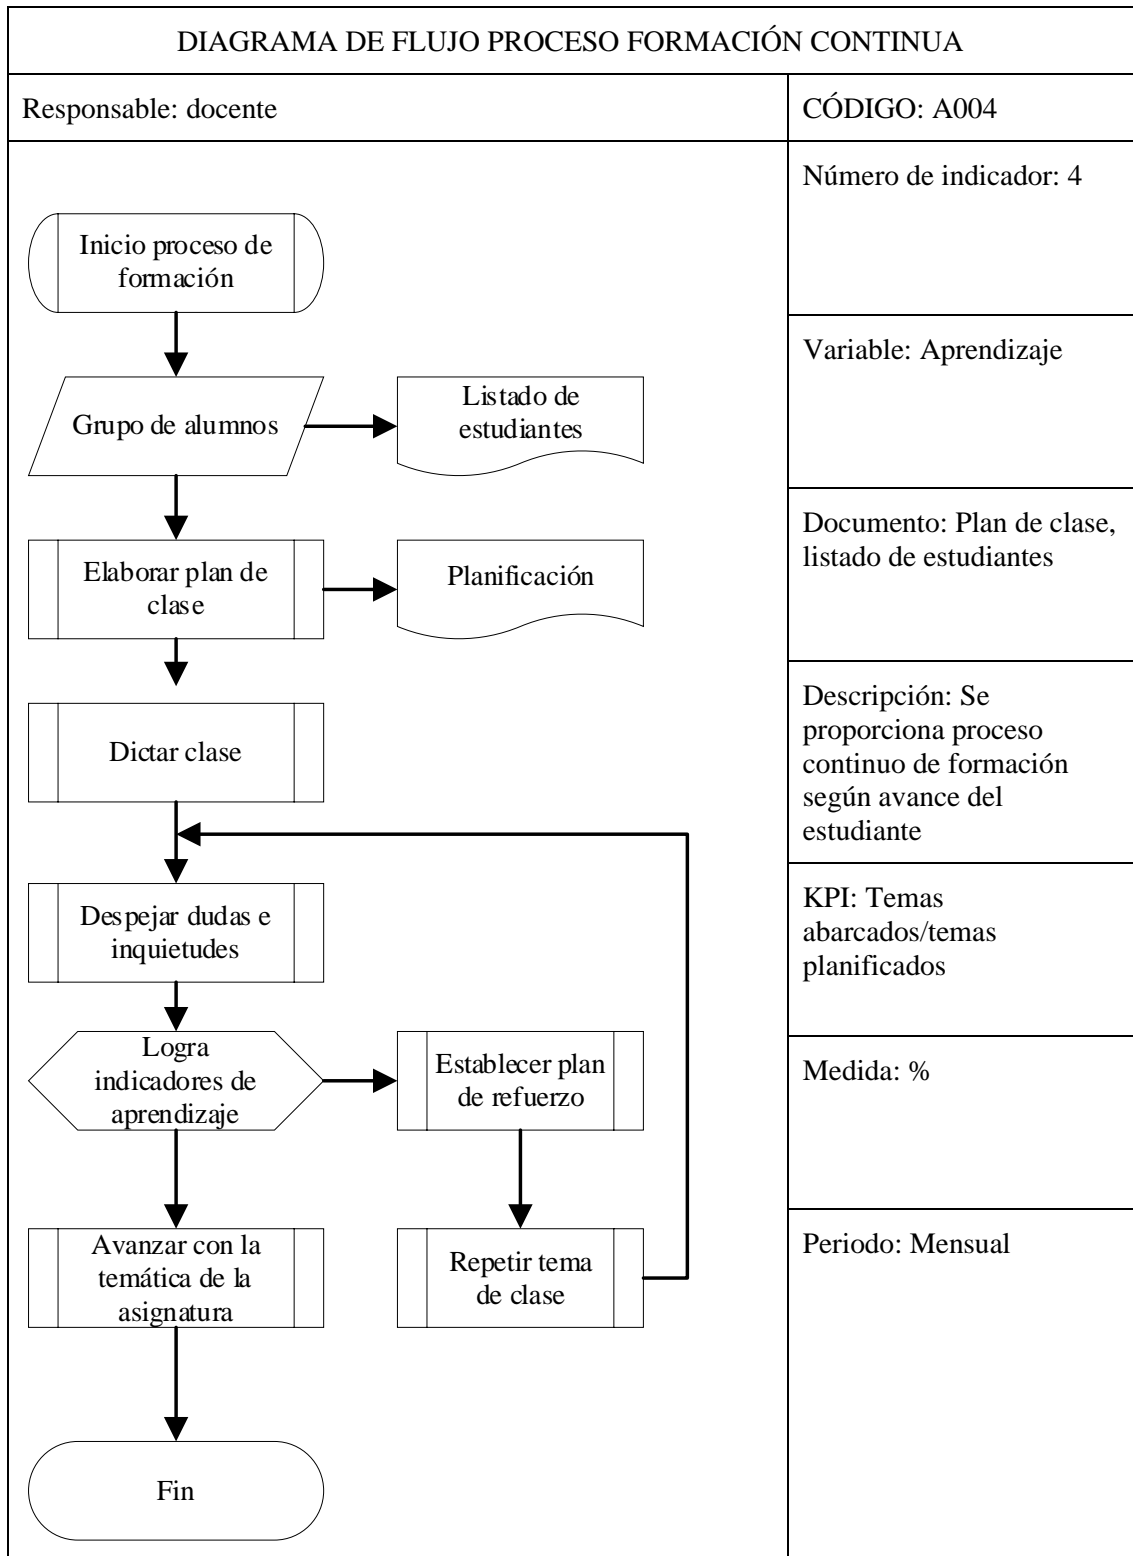 DIAGRAMA DE FLUJO PROCESO FORMACIÓN CONTINUA
Responsable: docente
CÓDIGO: A004
Inicio proceso de
formación
Grupo de alumnos
Listado de
estudiantes
Elaborar plan de
clase
Planificación
Dictar clase
Despejar dudas e
inquietudes
Logra
indicadores de
aprendizaje
Establecer plan
de refuerzo
Avanzar con la
temática de la
asignatura
Repetir tema
de clase
Fin
Número de indicador: 4
Variable: Aprendizaje
Documento: Plan de clase,
listado de estudiantes
Descripción: Se
proporciona proceso
continuo de formación
según avance del
estudiante
KPI: Temas
abarcados/temas
planificados
Medida: %
Periodo: Mensual